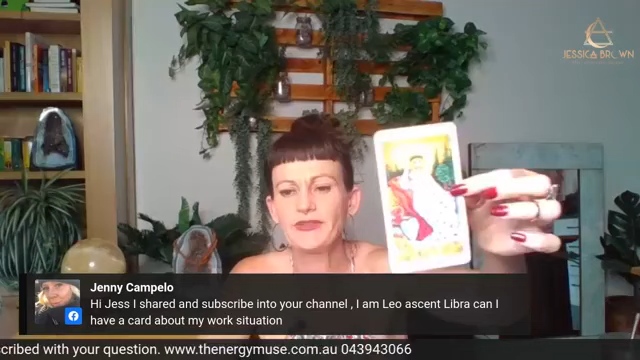 JESSICA BROWN
Jenny Campelo
Hi Jess I shared and subscribe into your channel , I am Leo ascent Libra can I
have a card about my work situation
cribed with your question. www.thenergymuse.com.au 043943066